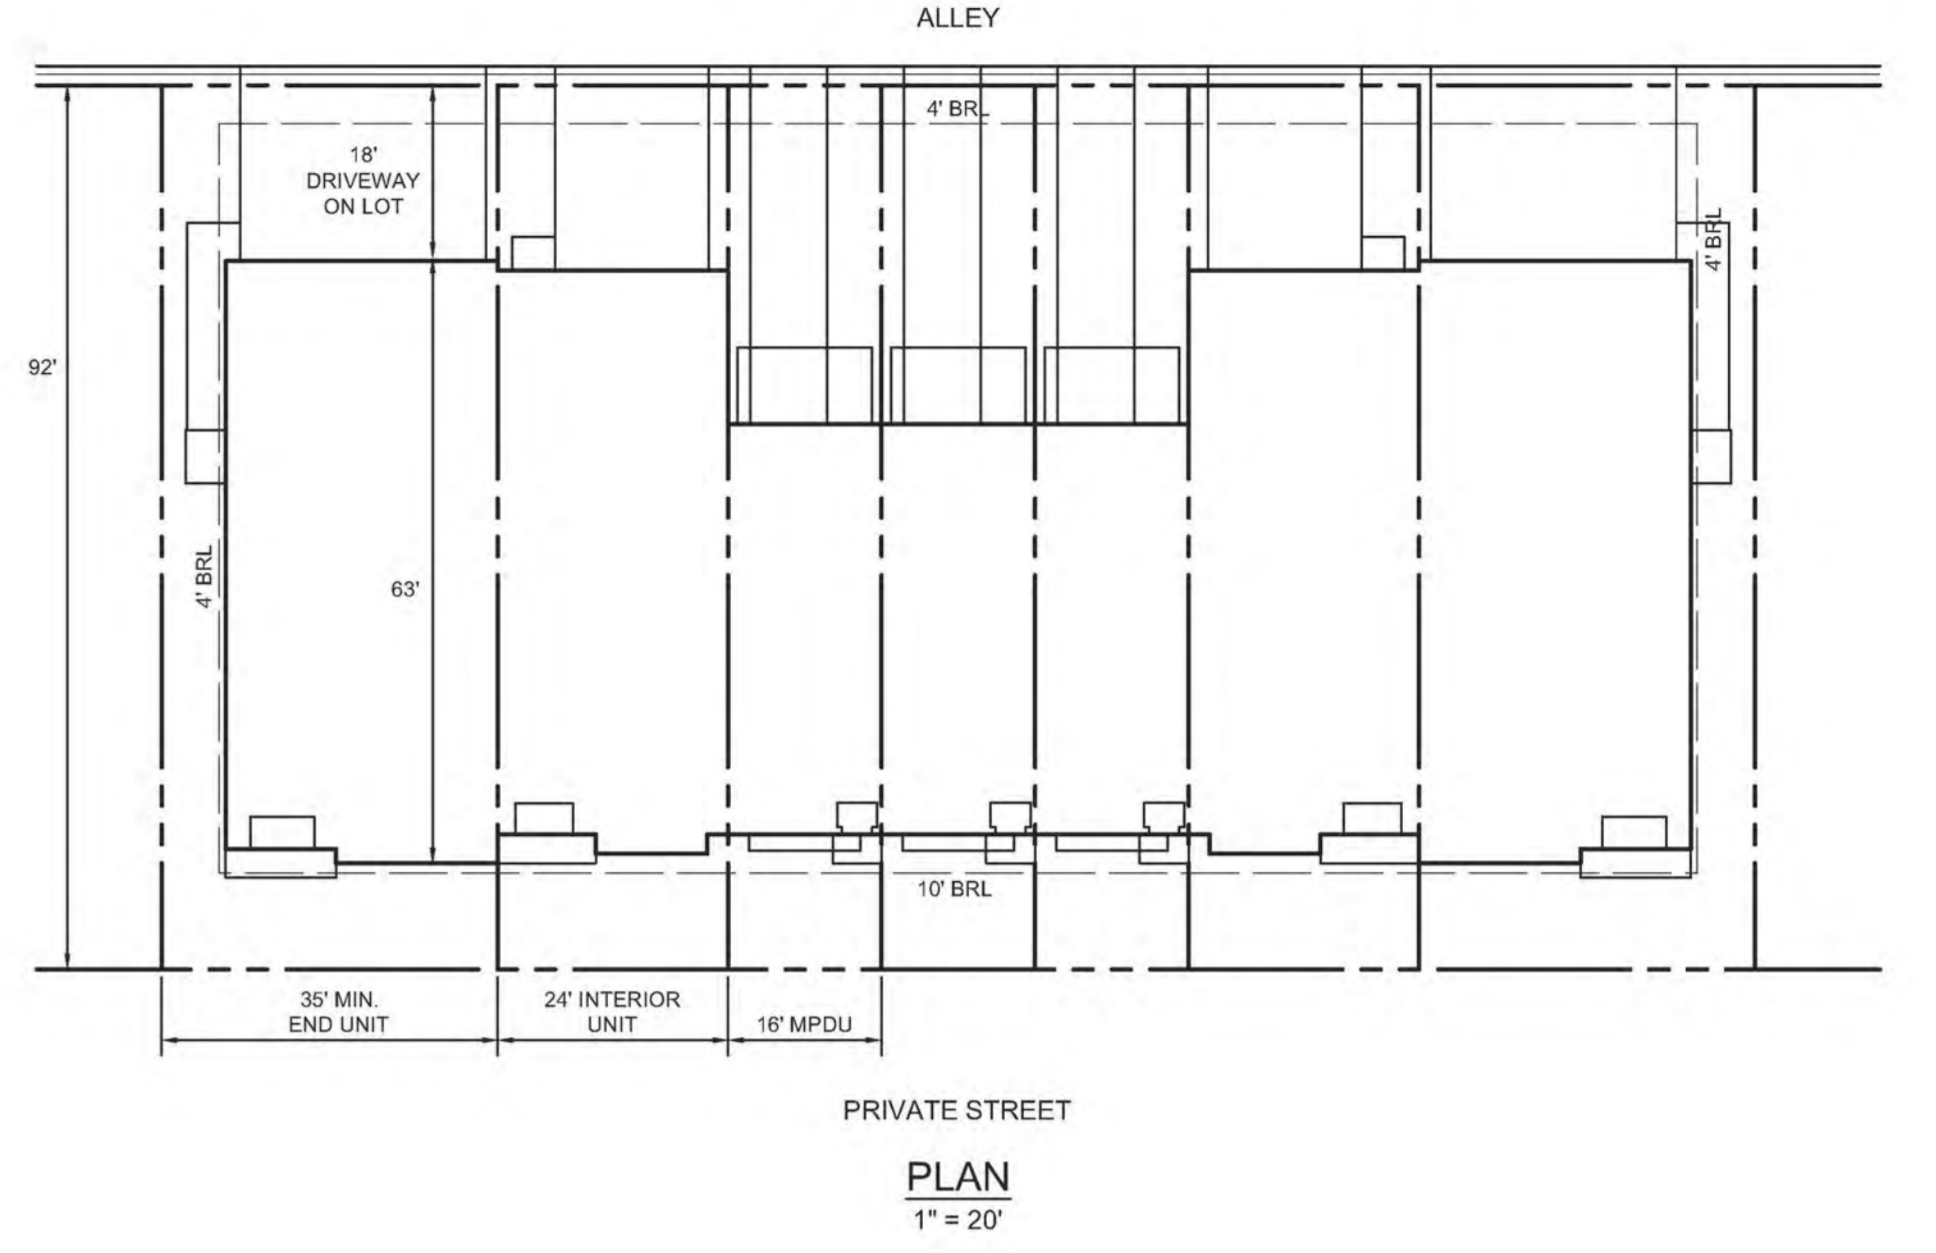 ALLEY
4' BRL
18'
DRIVEWAY
ON LOT
4' BRL
92'
63'
4' BRL
10' BRL
35' MIN.
END UNIT
24' INTERIOR
UNIT
16' MPDU
PRIVATE STREET
PLAN
1" = 20'